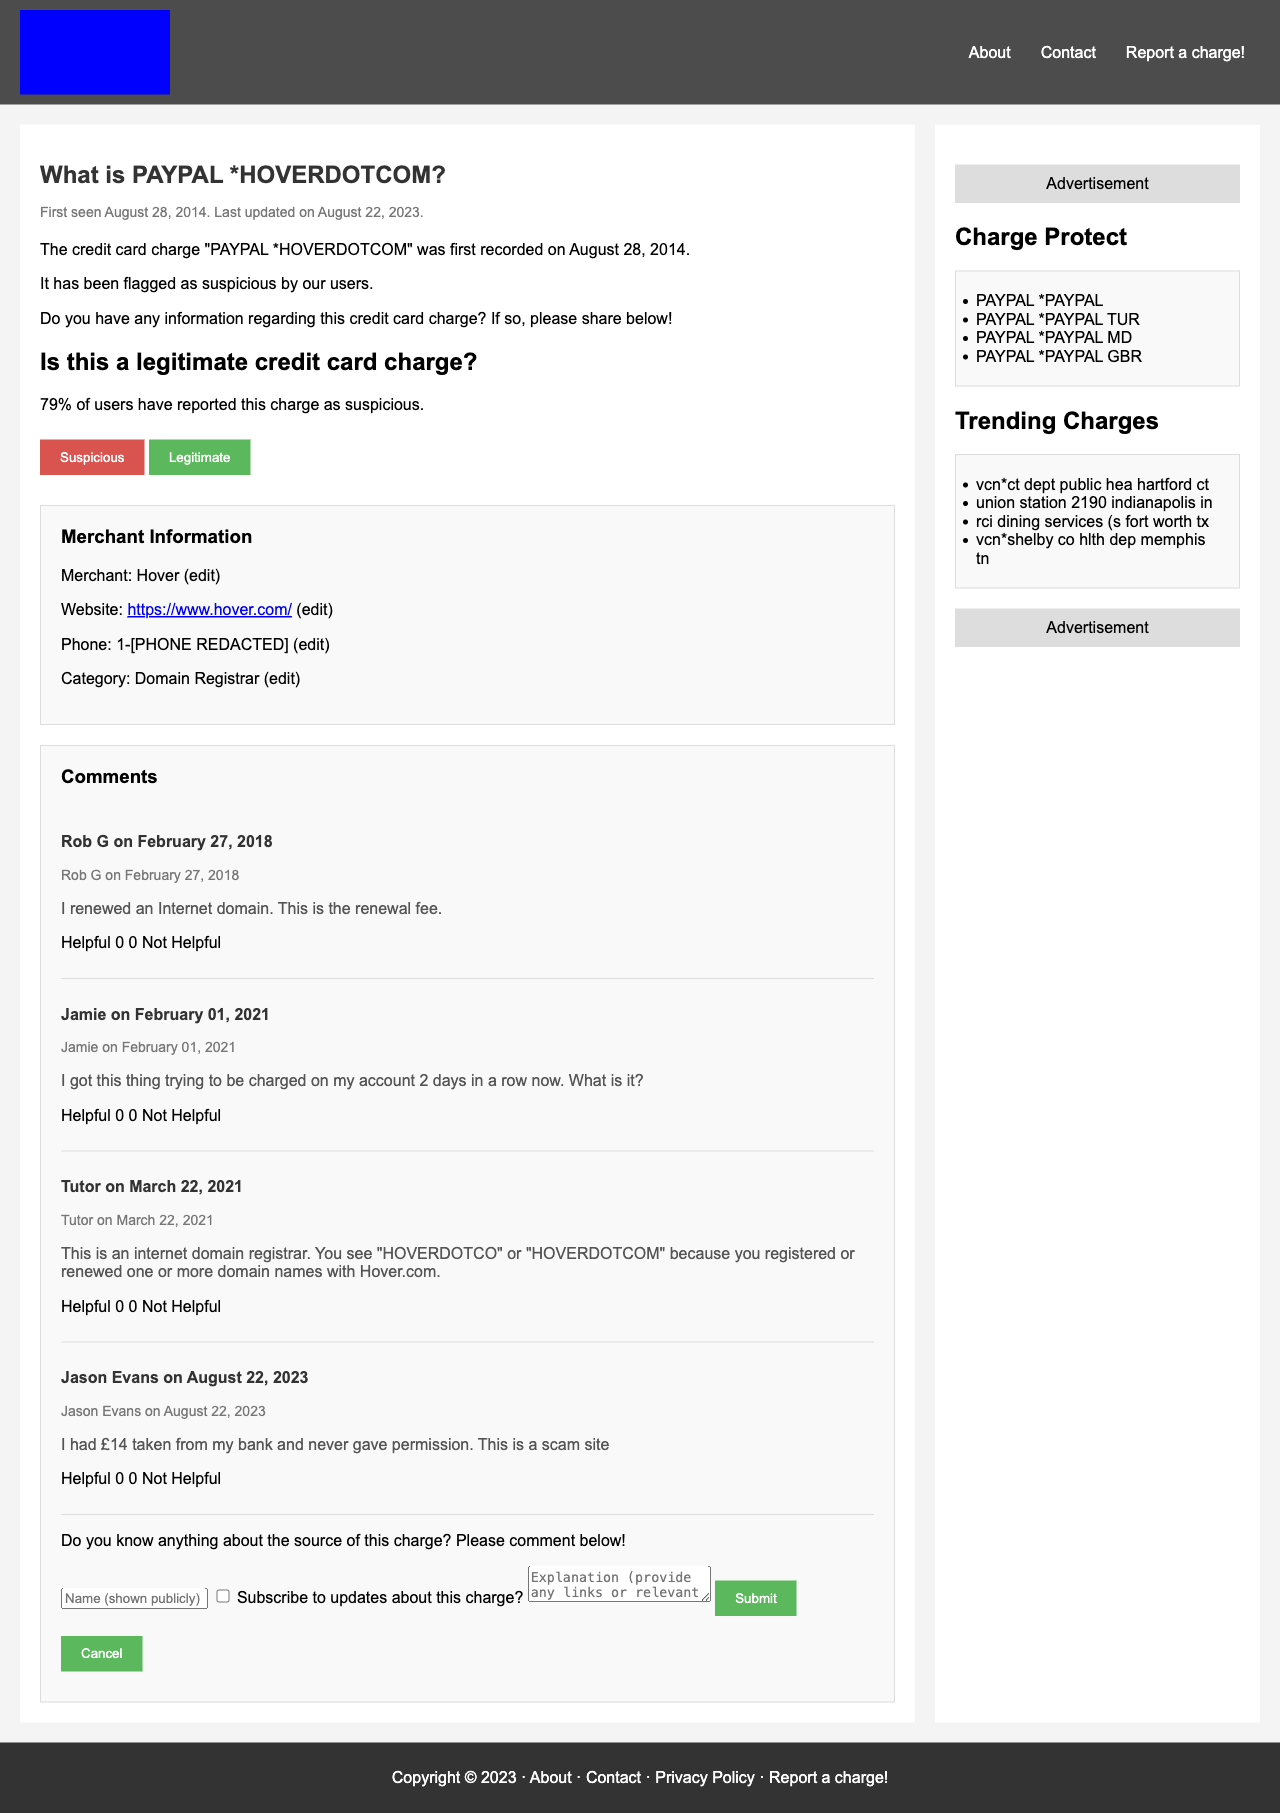 About Contact Report a charge!
What is PAYPAL *HOVERDOTCOM?
First seen August 28, 2014. Last updated on August 22, 2023.
The credit card charge "PAYPAL *HOVERDOTCOM" was first recorded on August 28, 2014.
It has been flagged as suspicious by our users.
Do you have any information regarding this credit card charge? If so, please share below!
Is this a legitimate credit card charge?
79% of users have reported this charge as suspicious.
Suspicious Legitimate
Merchant Information
Merchant: Hover (edit)
Website: https://www.hover.com/ (edit)
Phone: 1-[PHONE REDACTED] (edit)
Category: Domain Registrar (edit)
Comments
Rob G on February 27, 2018
Rob G on February 27, 2018
I renewed an Internet domain. This is the renewal fee.
Helpful 0 0 Not Helpful
Jamie on February 01, 2021
Jamie on February 01, 2021
I got this thing trying to be charged on my account 2 days in a row now. What is it?
Helpful 0 0 Not Helpful
Tutor on March 22, 2021
Tutor on March 22, 2021
This is an internet domain registrar. You see "HOVERDOTCO" or "HOVERDOTCOM" because you registered or
renewed one or more domain names with Hover.com.
Helpful 0 0 Not Helpful
Jason Evans on August 22, 2023
Jason Evans on August 22, 2023
I had £14 taken from my bank and never gave permission. This is a scam site
Helpful 0 0 Not Helpful
Do you know anything about the source of this charge? Please comment below!
Name (shown publicly) Subscribe to updates about this charge? Explanation (provide
any links or relevant
Submit
Cancel
Advertisement
Charge Protect
• PAYPAL *PAYPAL
• PAYPAL *PAYPAL TUR
• PAYPAL *PAYPAL MD
• PAYPAL *PAYPAL GBR
Trending Charges
• vcn*ct dept public hea hartford ct
• union station 2190 indianapolis in
• rci dining services (s fort worth tx
• vcn*shelby co hlth dep memphis
tn
Advertisement
Copyright © 2023 · About · Contact · Privacy Policy · Report a charge!